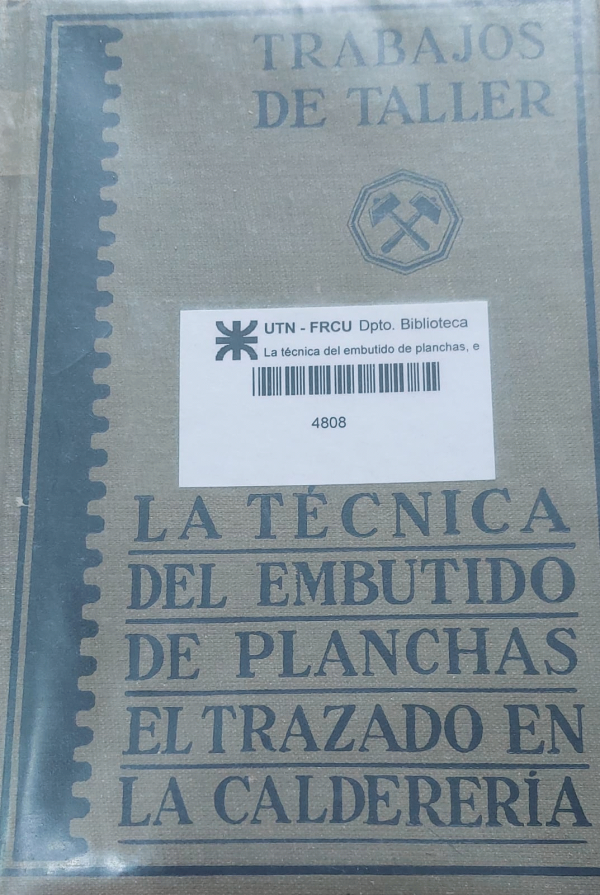 TRABAJOS
DE TALLER
UTN - FRCU Dpto. Biblioteca
La técnica del embutido de planchas, e
4808
LA TÉCNICA
DEL EMBUTIDO
DE PLANCHAS
EL TRAZADO EN
LA CALDERERÍA